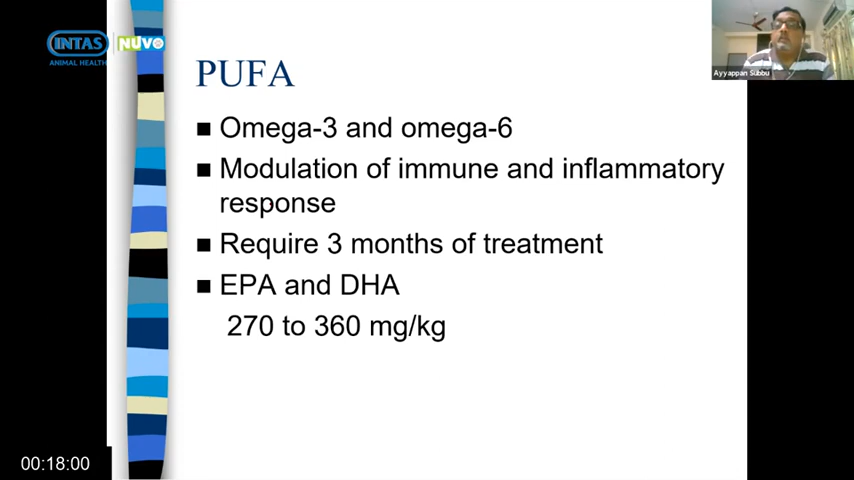 INTAS
NUVO
ANIMAL HEALTH
Ayyappan Subbu
PUFA
Omega-3 and omega-6
Modulation of immune and inflammatory
response
Require 3 months of treatment
EPA and DHA
270 to 360 mg/kg
00:18:00